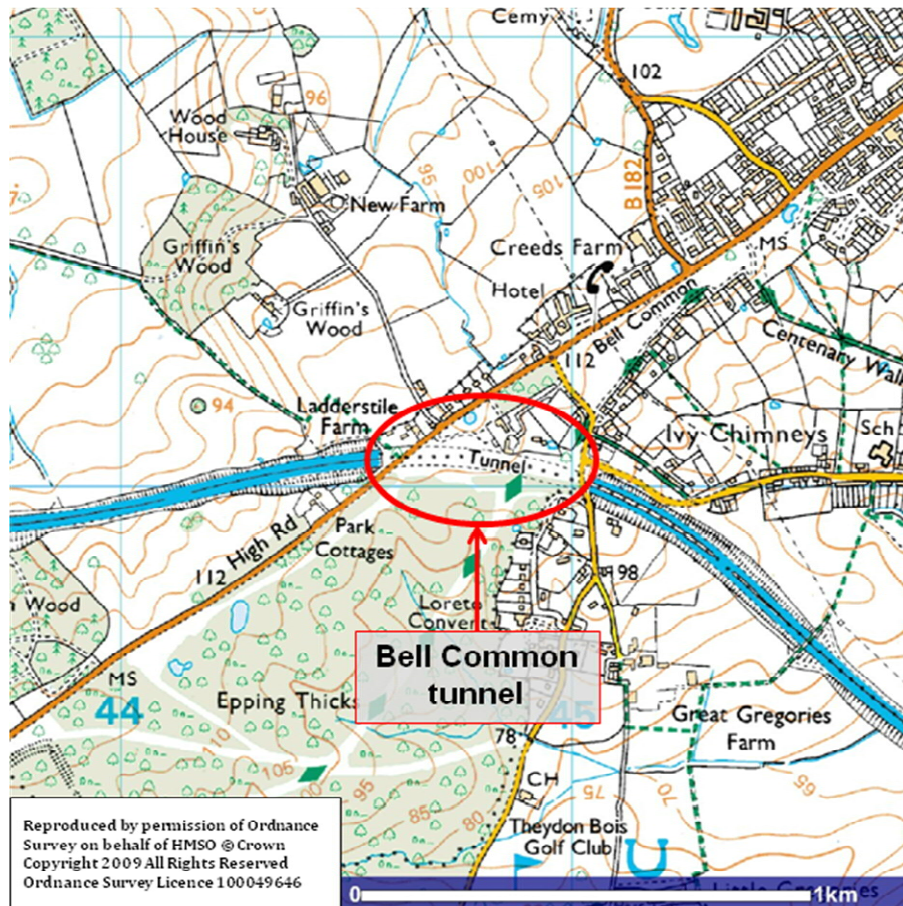 Cemy
102
96
Wood
House
95
100
105
B 182
New Farm
Griffin's
Wood
Creeds Farm
MS
Hotel
Bell Common
Griffin's
Wood
112
Centenary Walk
94
Ladderstile
Farm
Ivy Chimneys
Sch
Tunnel
High Rd
Park
Cottages
112
98
Wood
Loreto
Convent
Bell Common
tunnel
MS
44
Epping Thicks
45
Great Gregories
Farm
110
78
105
CH
75
70
95
85
80
65
Theydon Bois
Golf Club
Reproduced by permission of Ordnance
Survey on behalf of HMSO © Crown
Copyright 2009 All Rights Reserved
Ordnance Survey Licence 100049646
0
1km